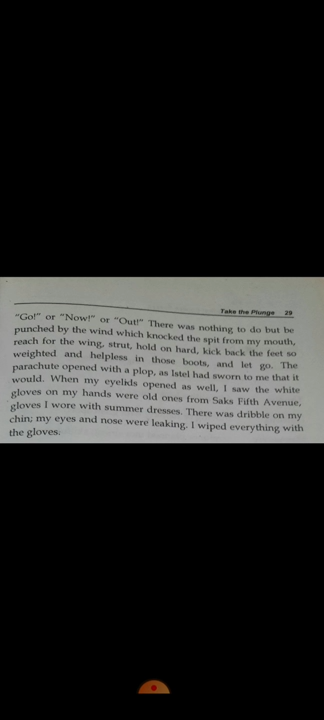 Take the Plunge 29
"Go!" or "Now!" or "Out!" There was nothing to do but be
punched by the wind which knocked the spit from my mouth,
reach for the wing, strut, hold on hard, kick back the feet so
weighted and helpless in those boots, and let go. The
parachute opened with a plop, as Istel had sworn to me that it
would. When my eyelids opened as well, I saw the white
gloves on my hands were old ones from Saks Fifth Avenue,
gloves I wore with summer dresses. There was dribble on my
chin; my eyes and nose were leaking. I wiped everything with
the gloves.